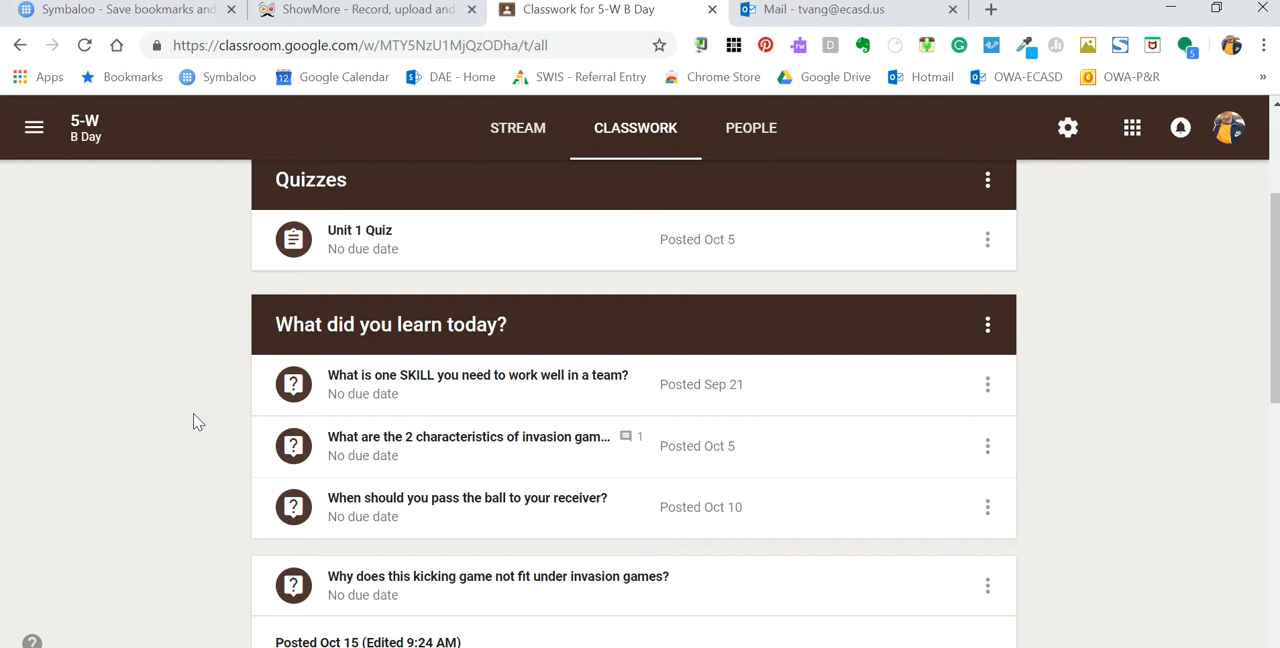 Symbaloo - Save bookmarks and
ShowMore - Record, upload and
Classwork for 5-W B Day
Mail - tvang@ecasd.us
https://classroom.google.com/w/MTY5NzU1MjQzODha/t/all
5
Apps
Bookmarks
Symbaloo
12
Google Calendar
DAE - Home
SWIS - Referral Entry
Chrome Store
Google Drive
Hotmail
OWA-ECASD
OWA-P&R
»
5-W
B Day
STREAM
CLASSWORK
PEOPLE
Quizzes
Unit 1 Quiz
No due date
Posted Oct 5
What did you learn today?
What is one SKILL you need to work well in a team?
No due date
Posted Sep 21
What are the 2 characteristics of invasion gam...
1
No due date
Posted Oct 5
When should you pass the ball to your receiver?
No due date
Posted Oct 10
Why does this kicking game not fit under invasion games?
No due date
Posted Oct 15 (Edited 9:24 AM)